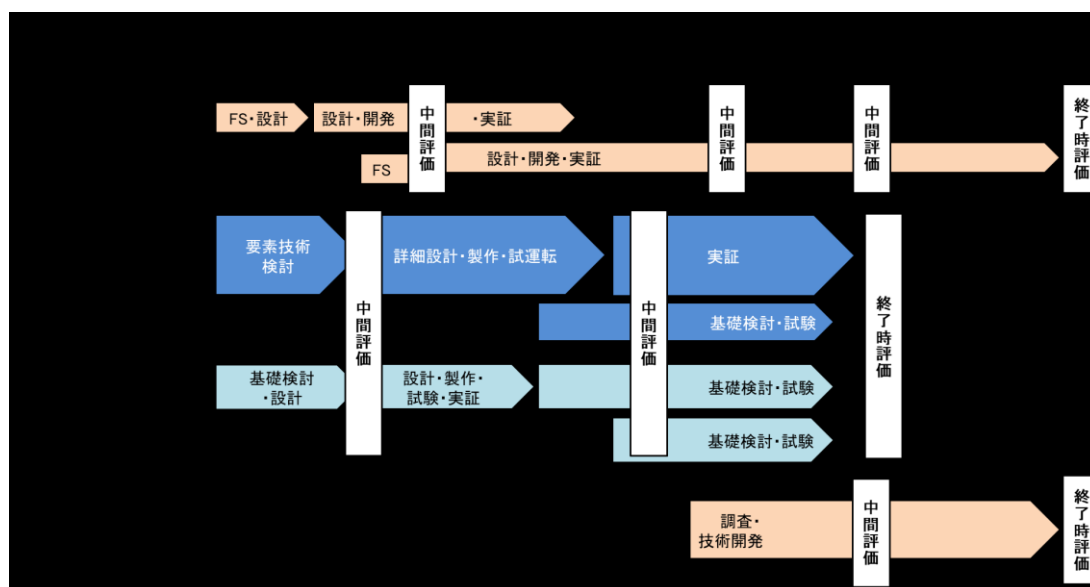 FS・設計
設計・開発
・実証
中間評価
中間評価
中間評価
終了時評価
FS
設計・開発・実証
要素技術
検討
詳細設計・製作・試運転
実証
中間評価
中間評価
終了時評価
基礎検討・試験
基礎検討
・設計
設計・製作・
試験・実証
基礎検討・試験
基礎検討・試験
調査・
技術開発
中間評価
終了時評価